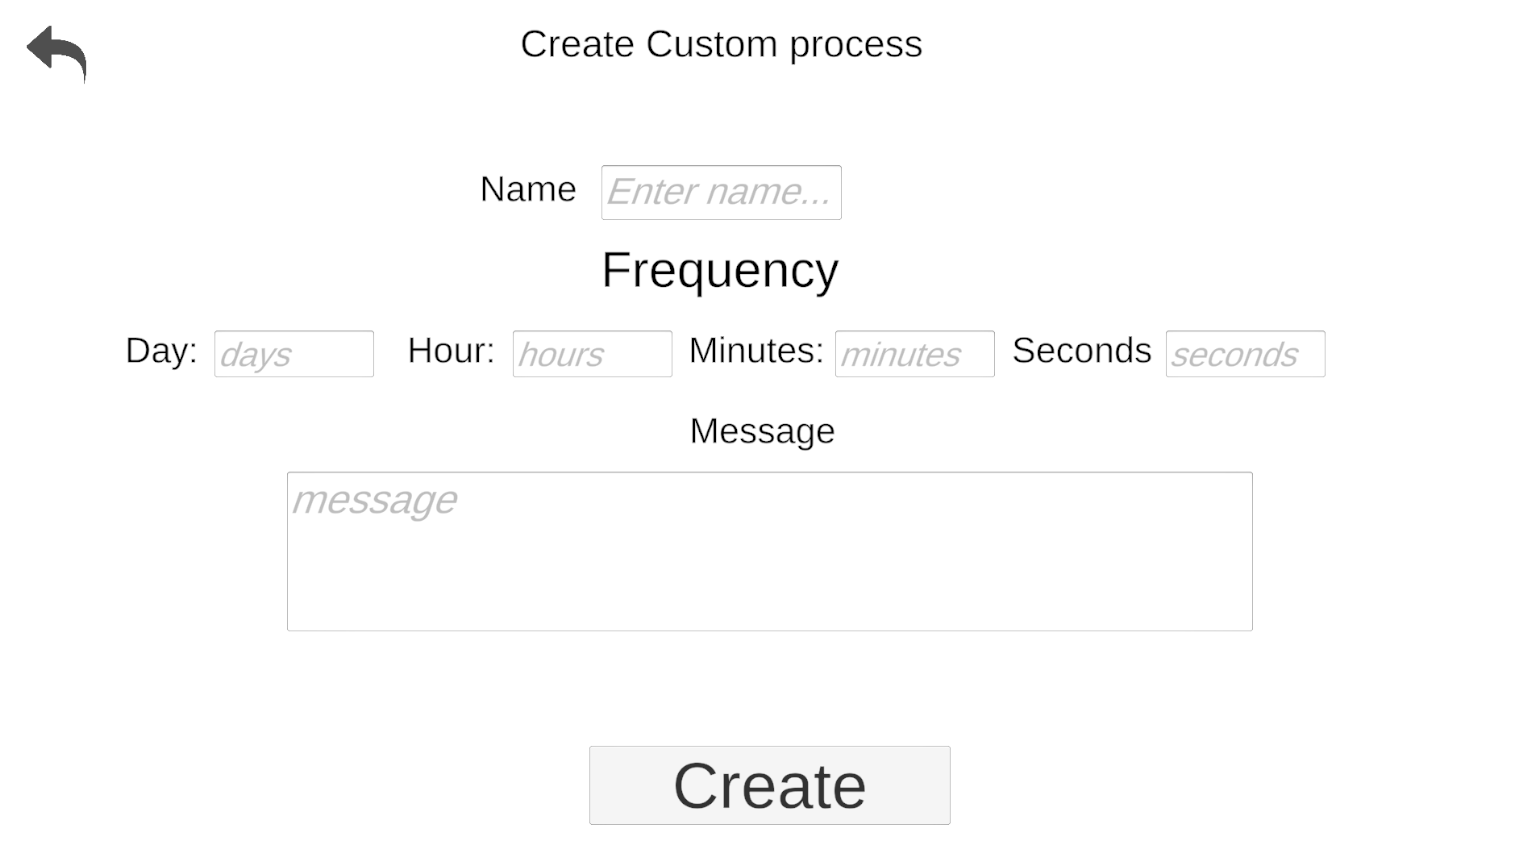 Create Custom process
Name Enter name...
Frequency
Day: days Hour: hours Minutes: minutes Seconds seconds
Message
message
Create